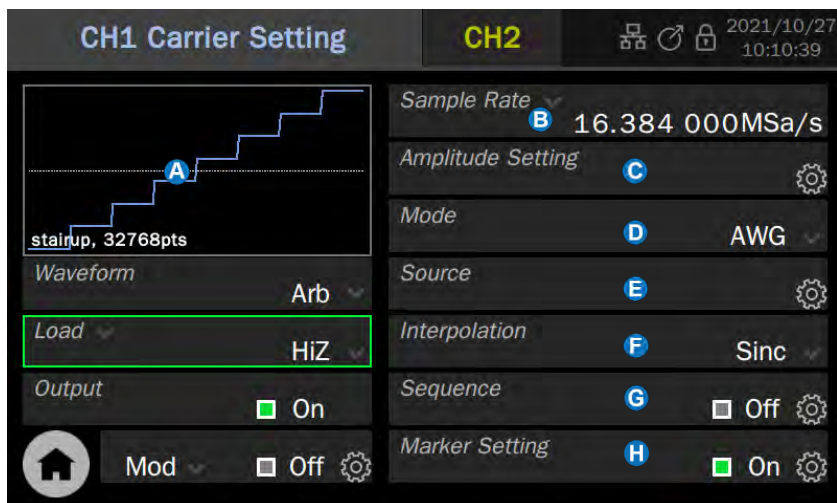 CH1 Carrier Setting
CH2
2021/10/27
10:10:39
A
stairup, 32768pts
Waveform
Arb
Load
HiZ
Output
On
Mod
Off
Sample Rate
B
16.384 000MSa/s
Amplitude Setting
C
Mode
D
AWG
Source
E
Interpolation
F
Sinc
Sequence
G
Off
Marker Setting
H
On